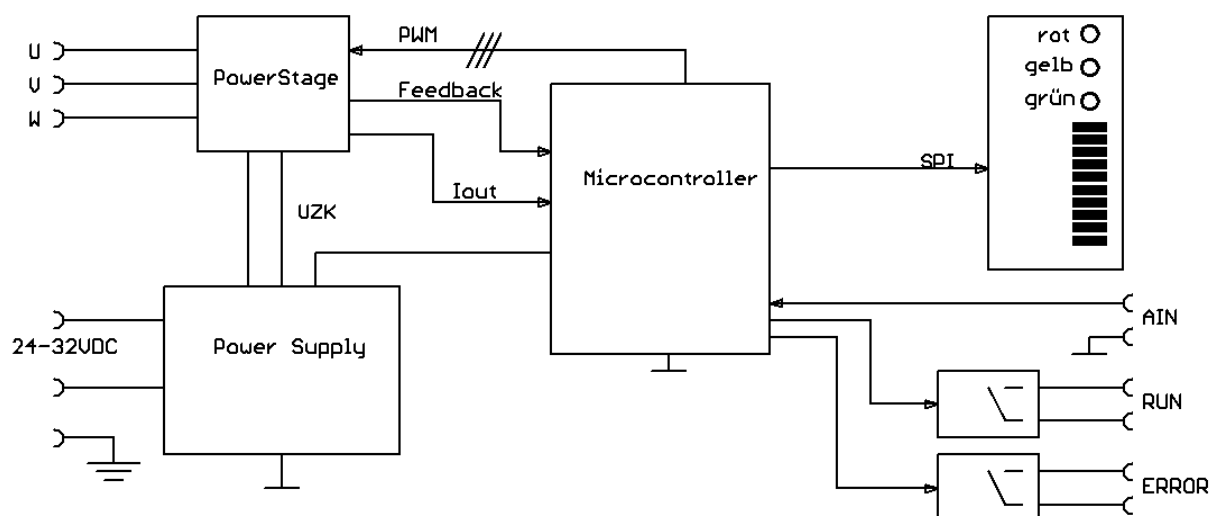 U
V
W
PowerStage
PWM
Feedback
Iout
UZK
Microcontroller
SPI
rot
gelb
grün
24-32VDC
Power Supply
AIN
RUN
ERROR